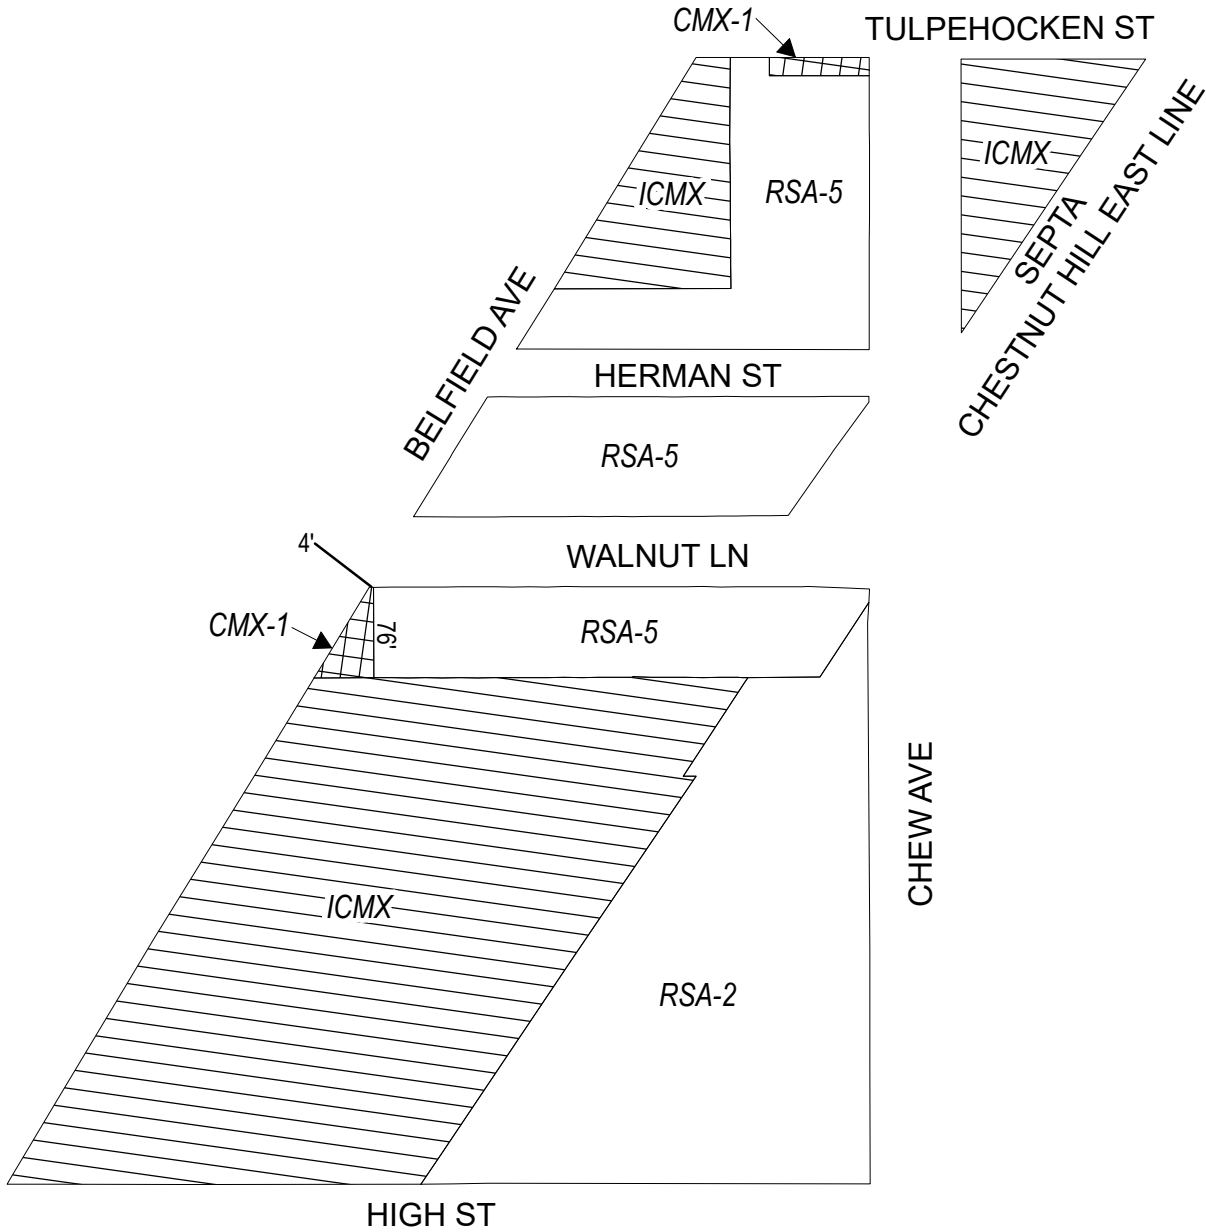 CMX-1
TULPEHOCKEN ST
ICMX
RSA-5
ICMX
SEPTA
CHESTNUT HILL EAST LINE
BELFIELD AVE
HERMAN ST
RSA-5
4'
WALNUT LN
CMX-1
76'
RSA-5
CHEW AVE
ICMX
RSA-2
HIGH ST